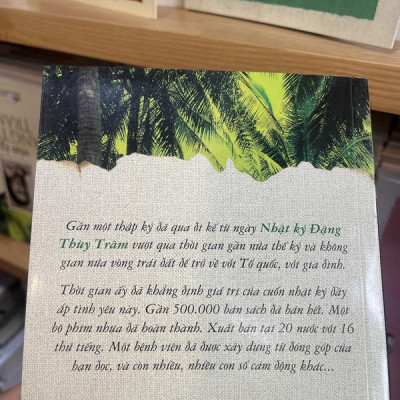 Gần một thập kỷ đã qua đi kể từ ngày Nhật ký Đặng
Thùy Trâm vượt qua thời gian gần nửa thế kỷ và không
gian nửa vòng trái đất để trở về với Tổ quốc, với gia đình.
Thời gian ấy đã khẳng định giá trị của cuốn nhật ký đầy
ắp tình yêu này. Gần 500.000 bản sách đã bán hết. Một
bộ phim nhựa đã hoàn thành. Xuất bản tại 20 nước với 16
thứ tiếng. Một bệnh viện đã được xây dựng từ đóng góp của
bạn đọc, và còn nhiều, nhiều con số cảm động khác...